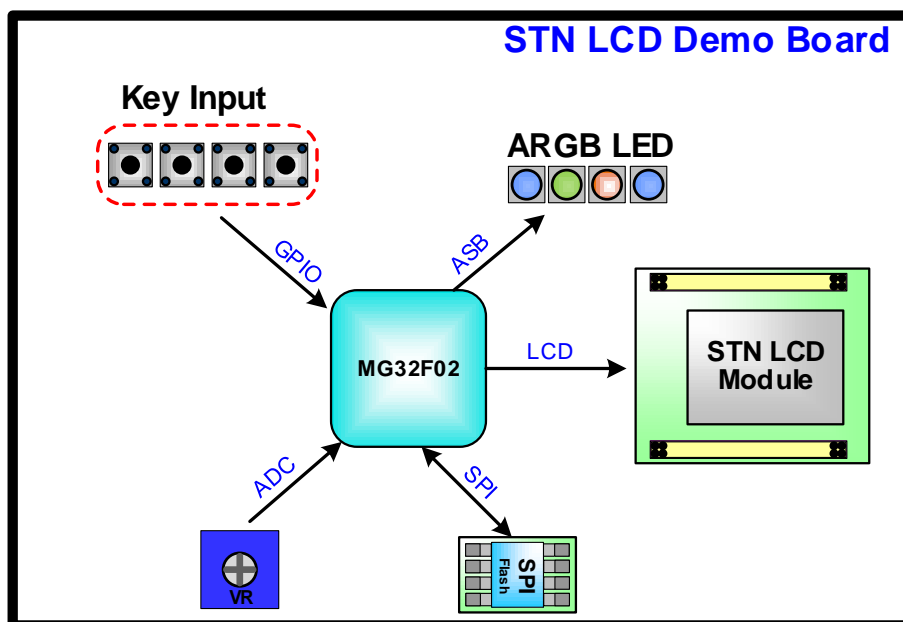 STN LCD Demo Board
Key Input
ARGB LED
GPIO
ASB
MG32F02
LCD
STN LCD
Module
ADC
SPI
VR
SPI
Flash